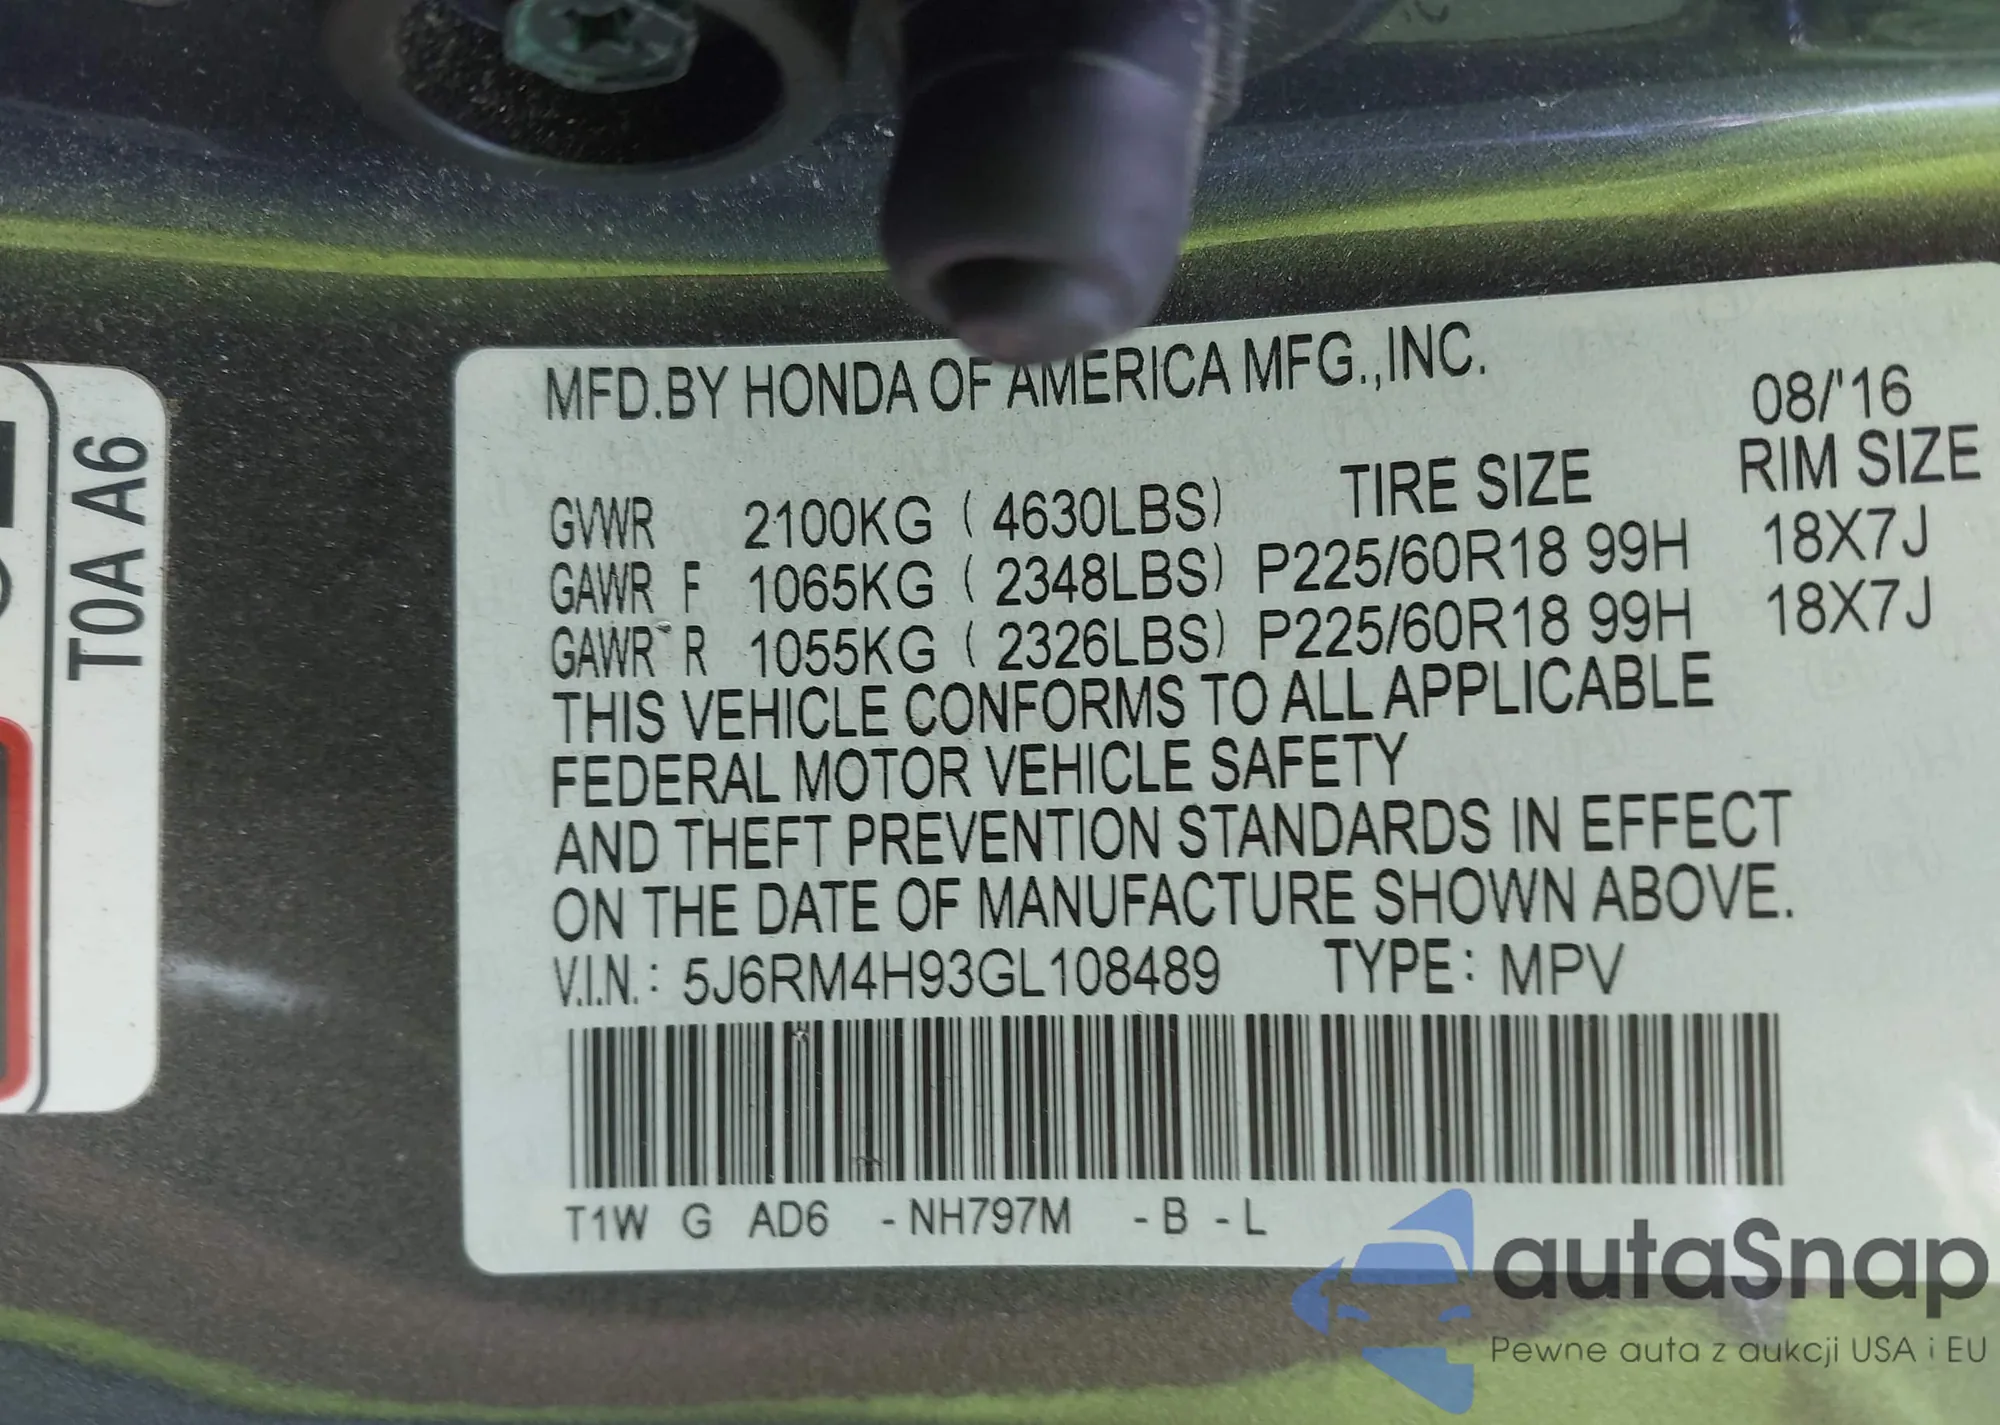 MFD.BY HONDA OF AMERICA MFG.,INC.
08/'16
TIRE SIZE RIM SIZE
GVWR 2100KG ( 4630LBS)
GAWR F 1065KG ( 2348LBS) P225/60R18 99H 18X7J
GAWR R 1055KG ( 2326LBS) P225/60R18 99H 18X7J
THIS VEHICLE CONFORMS TO ALL APPLICABLE
FEDERAL MOTOR VEHICLE SAFETY
AND THEFT PREVENTION STANDARDS IN EFFECT
ON THE DATE OF MANUFACTURE SHOWN ABOVE.
V.I.N.: 5J6RM4H93GL108489 TYPE: MPV
T1W G AD6 -NH797M -B -L
T0A A6
autaSnap
Pewne auta z aukcji USA i EU